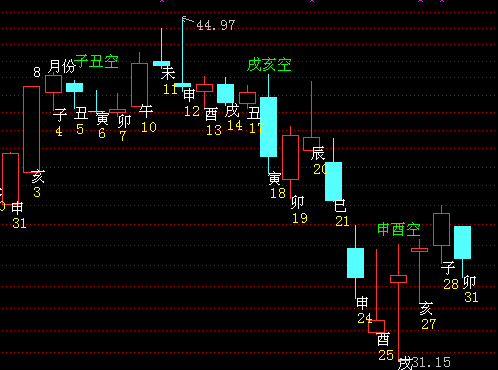 44.97
子丑空
戌亥空
8 月份
未
11
子
4
丑
5
寅
6
卯
7
午
10
申
12
酉
13
戌
14
丑
17
辰
20
亥
3
寅
18
卯
19
巳
21
申
31
申酉空
子
28
卯
31
申
24
亥
27
酉
25
戌
31.15